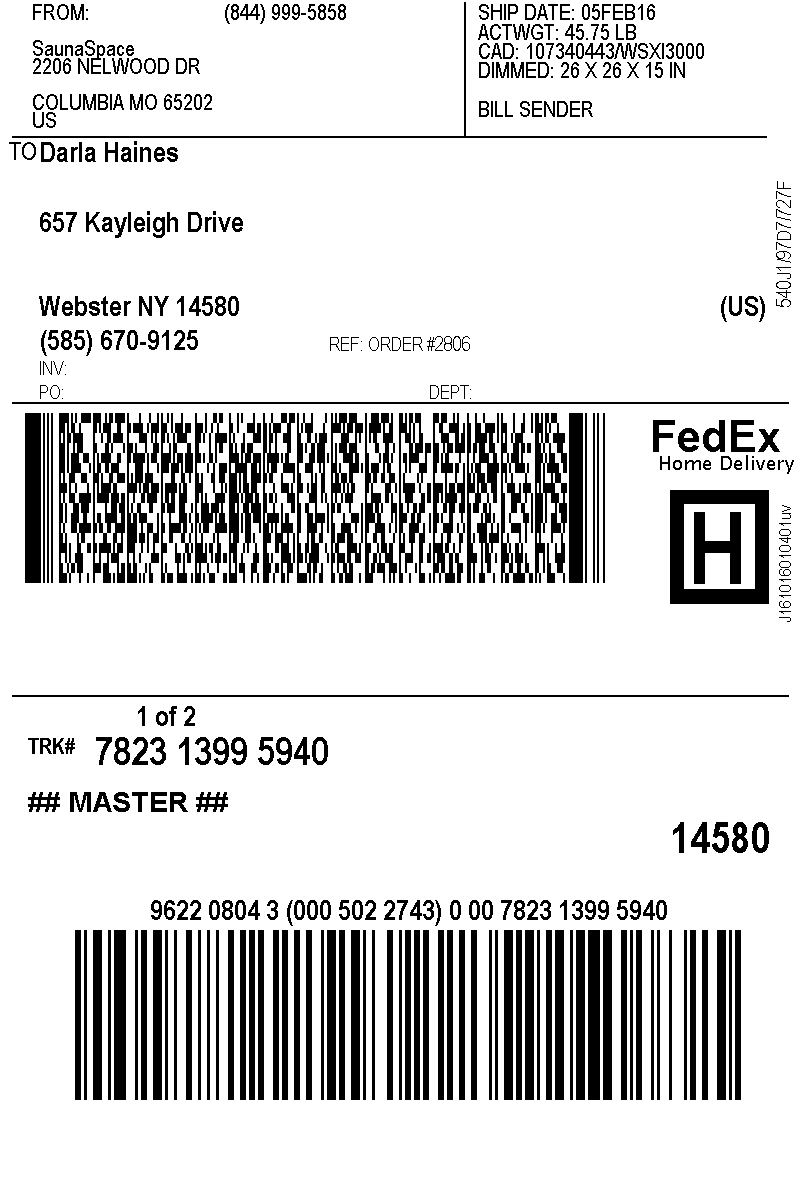 FROM: (844) 999-5858
SaunaSpace
2206 NELWOOD DR
COLUMBIA MO 65202
US
SHIP DATE: 05FEB16
ACTWGT: 45.75 LB
CAD: 107340443/WSXI3000
DIMMED: 26 X 26 X 15 IN
BILL SENDER
TO Darla Haines
657 Kayleigh Drive
Webster NY 14580 (US)
(585) 670-9125 REF: ORDER #2806
INV:
PO: DEPT:
540J1/97D7/727F
FedEx
Home Delivery
H
J161016010401uv
1 of 2
TRK# 7823 1399 5940
## MASTER ##
14580
9622 0804 3 (000 502 2743) 0 00 7823 1399 5940